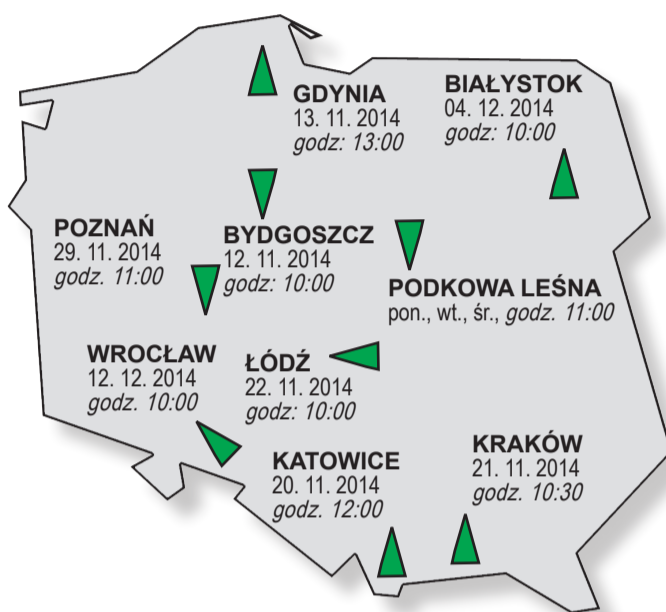 GDYNIA
13. 11. 2014
godz: 13:00
BIAŁYSTOK
04. 12. 2014
godz: 10:00
POZNAŃ
29. 11. 2014
godz. 11:00
BYDGOSZCZ
12. 11. 2014
godz: 10:00
PODKOWA LEŚNA
pon., wt., śr., godz. 11:00
WROCŁAW
12. 12. 2014
godz. 10:00
ŁÓDŹ
22. 11. 2014
godz: 10:00
KATOWICE
20. 11. 2014
godz. 12:00
KRAKÓW
21. 11. 2014
godz. 10:30